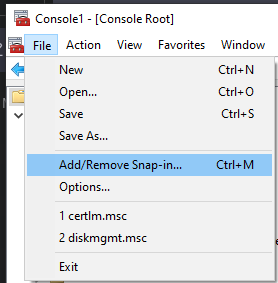 Console1 - [Console Root]
File Action View Favorites Window
New Ctrl+N
Open... Ctrl+O
Save Ctrl+S
Save As...
Add/Remove Snap-in... Ctrl+M
Options...
1 certlm.msc
2 diskmgmt.msc
Exit